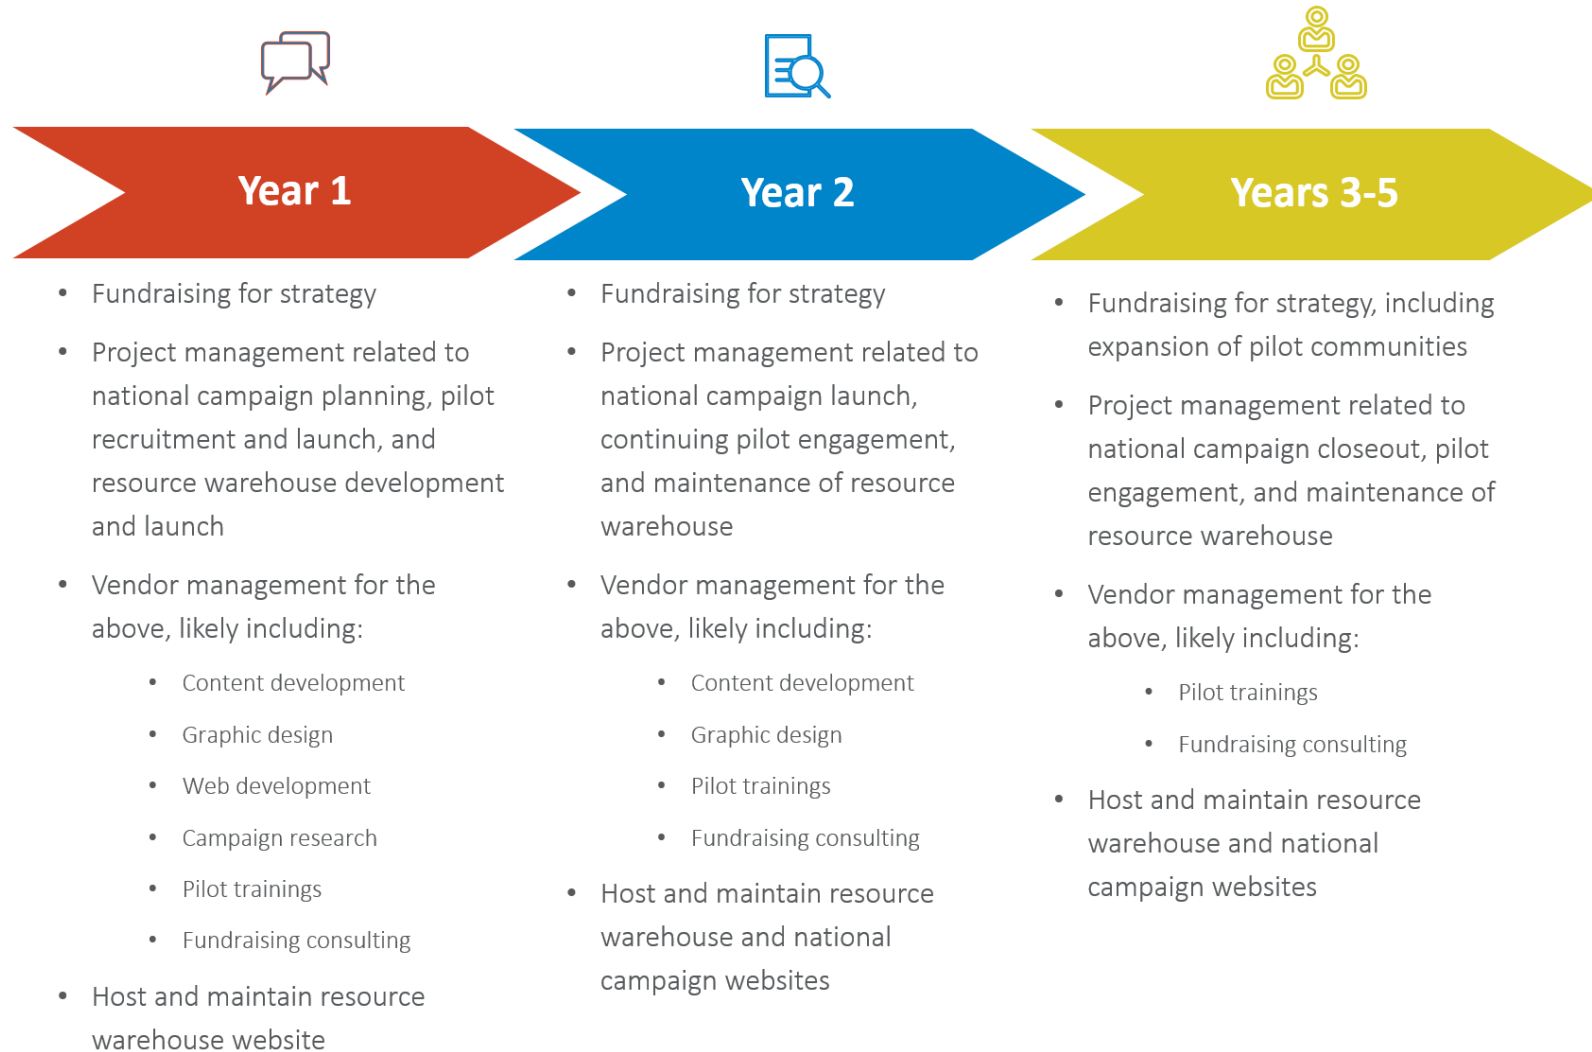 Year 1
• Fundraising for strategy
• Project management related to
national campaign planning, pilot
recruitment and launch, and
resource warehouse development
and launch
• Vendor management for the
above, likely including:
• Content development
• Graphic design
• Web development
• Campaign research
• Pilot trainings
• Fundraising consulting
• Host and maintain resource
warehouse website
Year 2
• Fundraising for strategy
• Project management related to
national campaign launch,
continuing pilot engagement,
and maintenance of resource
warehouse
• Vendor management for the
above, likely including:
• Content development
• Graphic design
• Pilot trainings
• Fundraising consulting
• Host and maintain resource
warehouse and national
campaign websites
Years 3-5
• Fundraising for strategy, including
expansion of pilot communities
• Project management related to
national campaign closeout, pilot
engagement, and maintenance of
resource warehouse
• Vendor management for the
above, likely including:
• Pilot trainings
• Fundraising consulting
• Host and maintain resource
warehouse and national
campaign websites